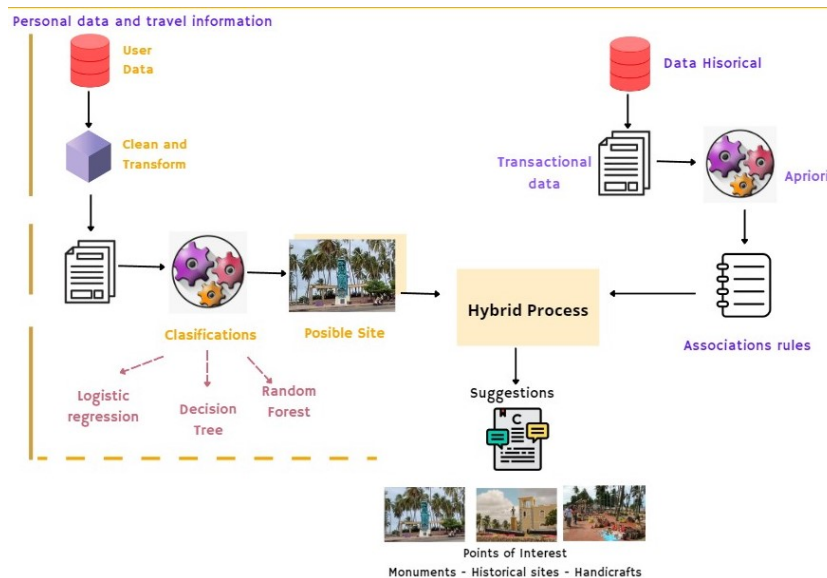 Personal data and travel information
User
Data
Data Hisorical
Clean and
Transform
Transactional
data
Apriori
Clasifications
Posible Site
Hybrid Process
Associations rules
Logistic
regression
Decision
Tree
Random
Forest
Suggestions
C
Points of Interest
Monuments - Historical sites - Handicrafts